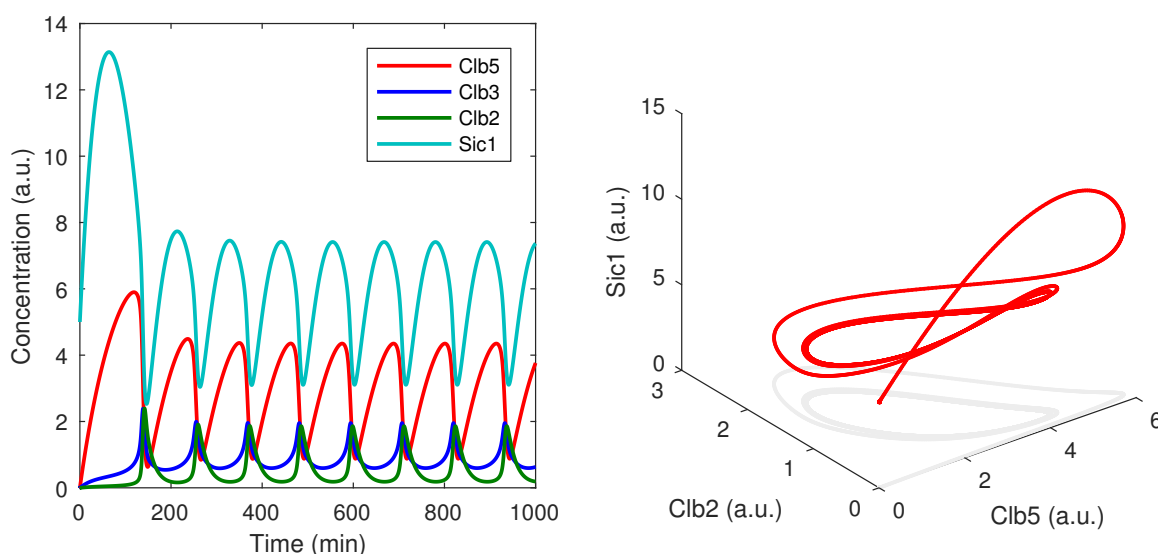 14
12
10
8
6
4
2
0
Concentration (a.u.)
0 200 400 600 800 1000
Time (min)
Clb5
Clb3
Clb2
Sic1
15
10
5
0
Sic1 (a.u.)
3
2
1
0
Clb2 (a.u.)
0
2
4
6
Clb5 (a.u.)